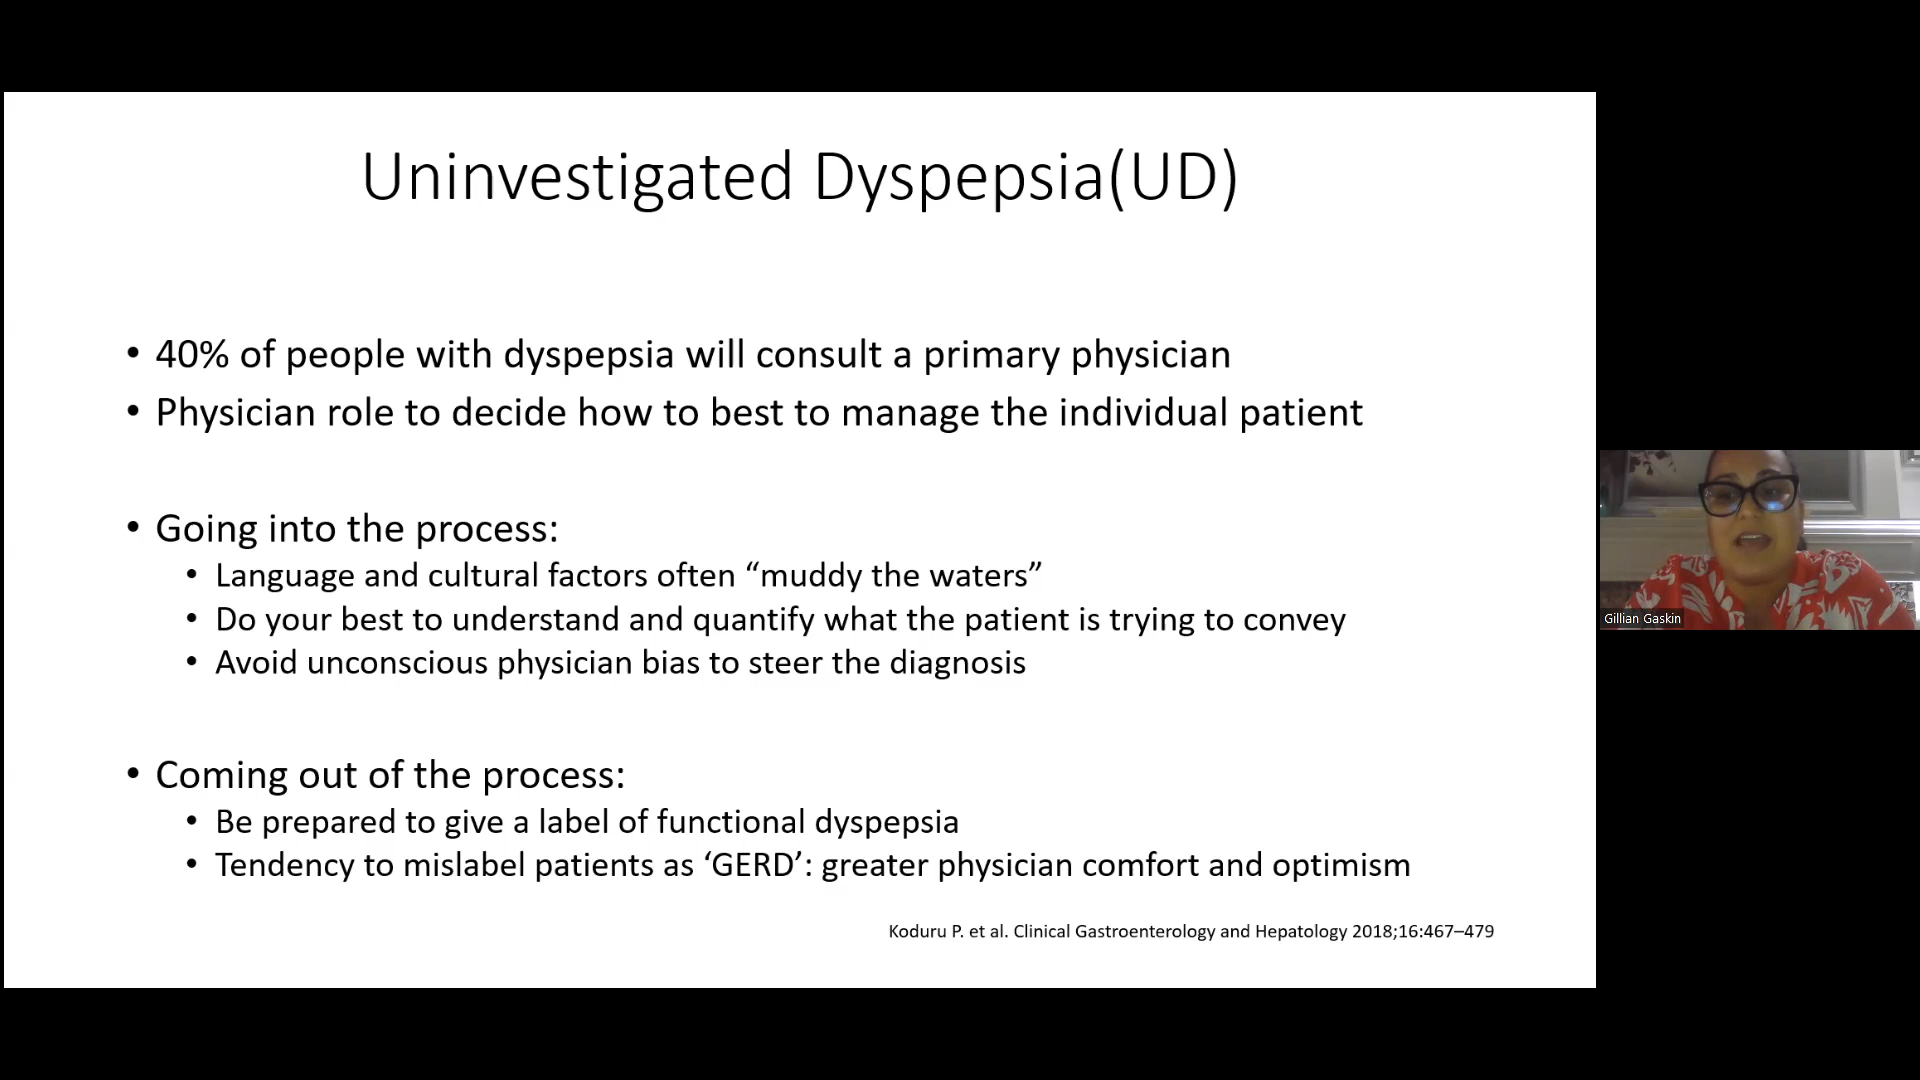 Uninvestigated Dyspepsia(UD)
• 40% of people with dyspepsia will consult a primary physician
• Physician role to decide how to best to manage the individual patient
• Going into the process:
• Language and cultural factors often “muddy the waters”
• Do your best to understand and quantify what the patient is trying to convey
• Avoid unconscious physician bias to steer the diagnosis
Gillian Gaskin
• Coming out of the process:
• Be prepared to give a label of functional dyspepsia
• Tendency to mislabel patients as ‘GERD’: greater physician comfort and optimism
Koduru P. et al. Clinical Gastroenterology and Hepatology 2018;16:467–479